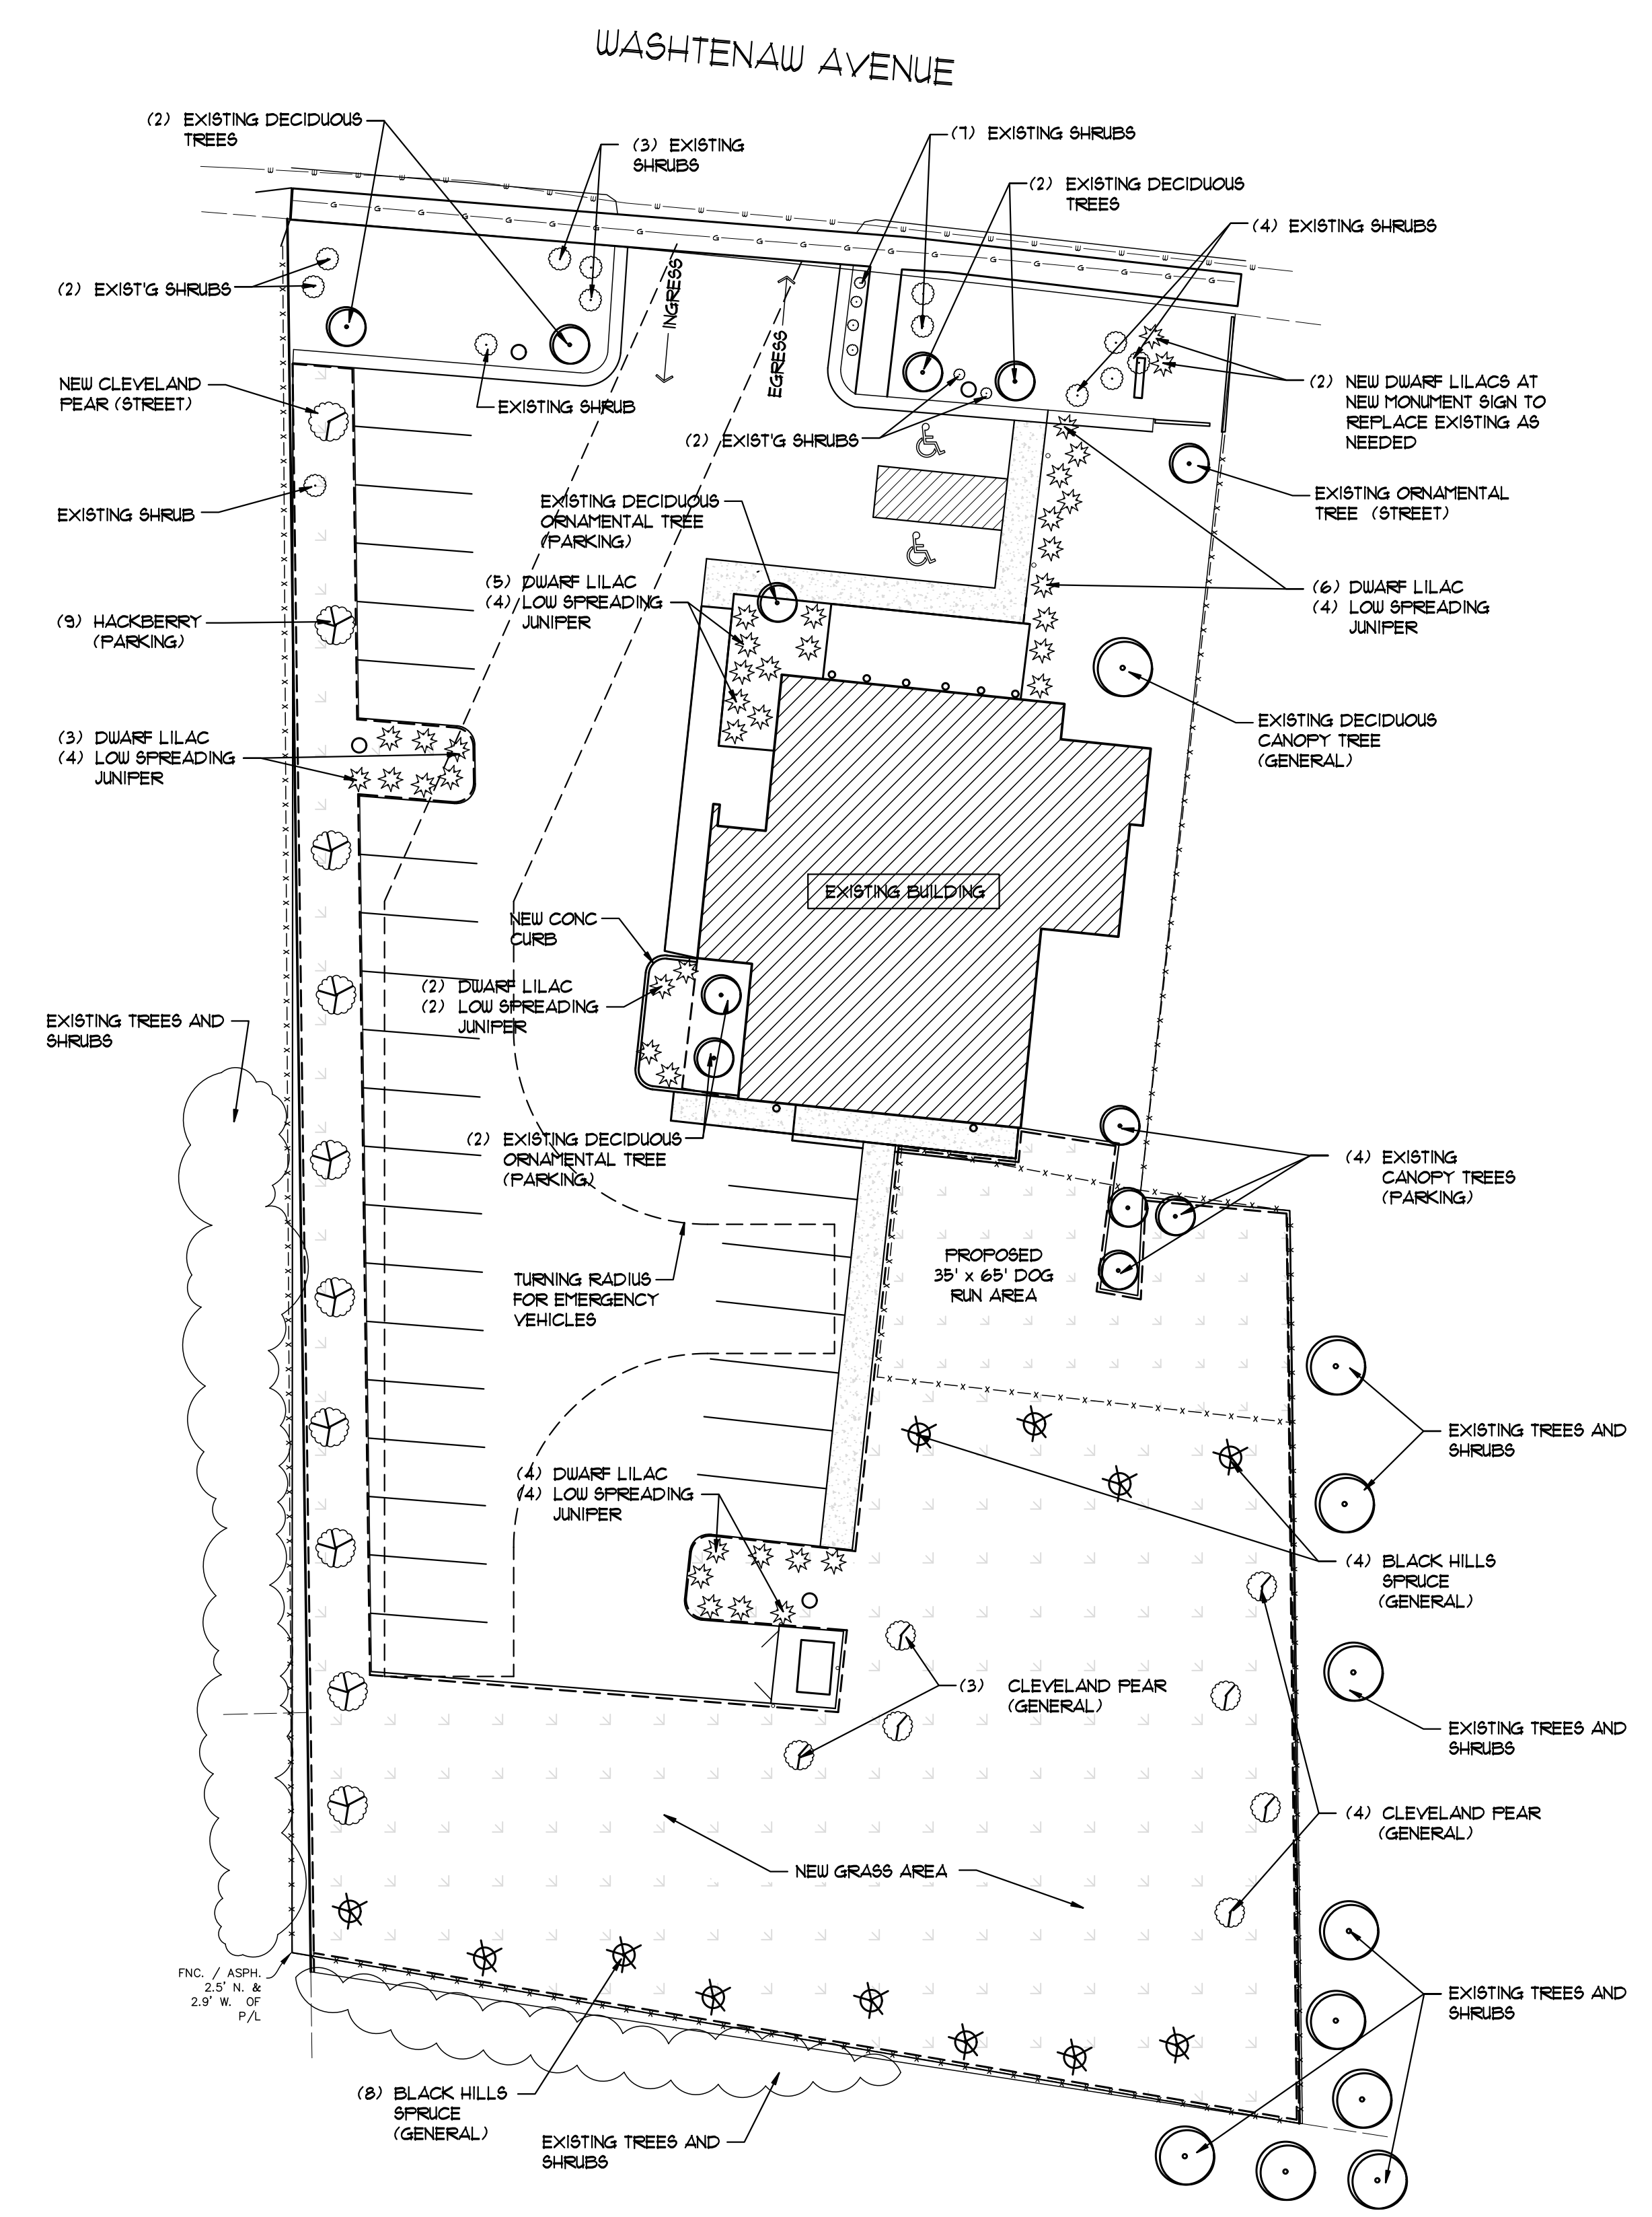 WASHTENAW AVENUE
(2) EXISTING DECIDUOUS
TREES
(3) EXISTING
SHRUBS
(7) EXISTING SHRUBS
(2) EXISTING DECIDUOUS
TREES
(4) EXISTING SHRUBS
(2) EXIST'G SHRUBS
INGRESS
EGRESS
NEW CLEVELAND
PEAR (STREET)
EXISTING SHRUB
(2) EXIST'G SHRUBS
(2) NEW DWARF LILACS AT
NEW MONUMENT SIGN TO
REPLACE EXISTING AS
NEEDED
EXISTING SHRUB
EXISTING DECIDUOUS
ORNAMENTAL TREE
(PARKING)
EXISTING ORNAMENTAL
TREE (STREET)
(5) DWARF LILAC
(4) LOW SPREADING
JUNIPER
(6) DWARF LILAC
(4) LOW SPREADING
JUNIPER
(9) HACKBERRY
(PARKING)
EXISTING DECIDUOUS
CANOPY TREE
(GENERAL)
(3) DWARF LILAC
(4) LOW SPREADING
JUNIPER
EXISTING BUILDING
NEW CONC
CURB
(2) DWARF LILAC
(2) LOW SPREADING
JUNIPER
EXISTING TREES AND
SHRUBS
(2) EXISTING DECIDUOUS
ORNAMENTAL TREE
(PARKING)
(4) EXISTING
CANOPY TREES
(PARKING)
PROPOSED
35' x 65' DOG
RUN AREA
TURNING RADIUS
FOR EMERGENCY
VEHICLES
EXISTING TREES AND
SHRUBS
(4) DWARF LILAC
(4) LOW SPREADING
JUNIPER
(4) BLACK HILLS
SPRUCE
(GENERAL)
(3) CLEVELAND PEAR
(GENERAL)
EXISTING TREES AND
SHRUBS
(4) CLEVELAND PEAR
(GENERAL)
NEW GRASS AREA
FNC. / ASPH.
2.5' N. &
2.9' W. OF
P/L
EXISTING TREES AND
SHRUBS
(8) BLACK HILLS
SPRUCE
(GENERAL)
EXISTING TREES AND
SHRUBS